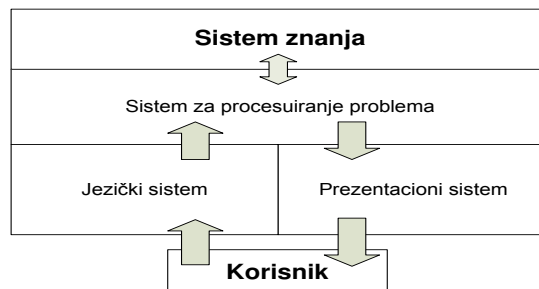 Sistem znanja
Sistem za procesuiranje problema
Jezički sistem
Prezentacioni sistem
Korisnik